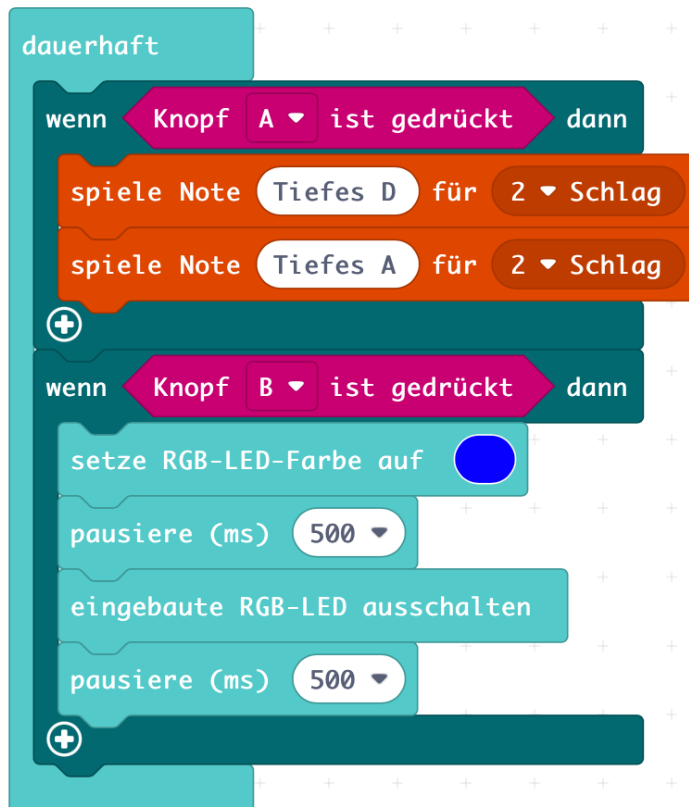 dauerhaft
wenn Knopf A ist gedrückt dann
spiele Note Tiefes D für 2 Schlag
spiele Note Tiefes A für 2 Schlag
wenn Knopf B ist gedrückt dann
setze RGB-LED-Farbe auf
pausiere (ms) 500
eingebaute RGB-LED ausschalten
pausiere (ms) 500